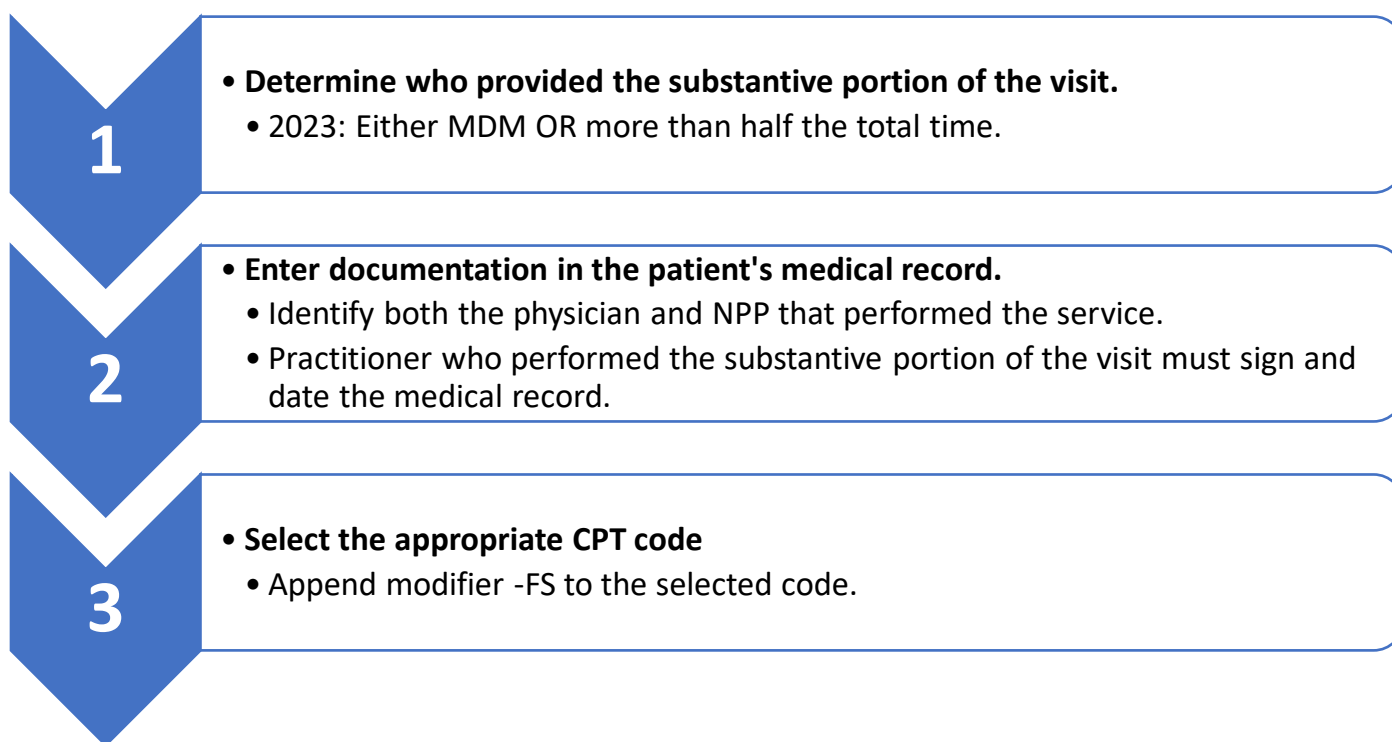 1
• Determine who provided the substantive portion of the visit.
• 2023: Either MDM OR more than half the total time.
2
• Enter documentation in the patient's medical record.
• Identify both the physician and NPP that performed the service.
• Practitioner who performed the substantive portion of the visit must sign and
date the medical record.
3
• Select the appropriate CPT code
• Append modifier -FS to the selected code.